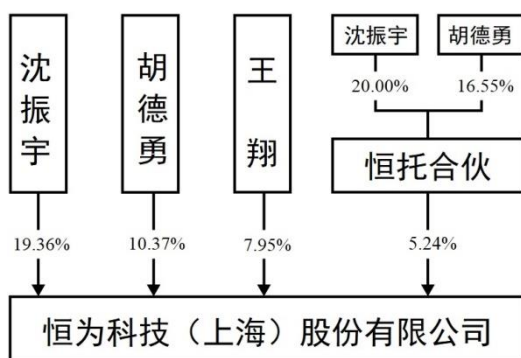 沈振宇
胡德勇
王翔
沈振宇
胡德勇
20.00%
16.55%
恒托合伙
19.36%
10.37%
7.95%
5.24%
恒为科技（上海）股份有限公司